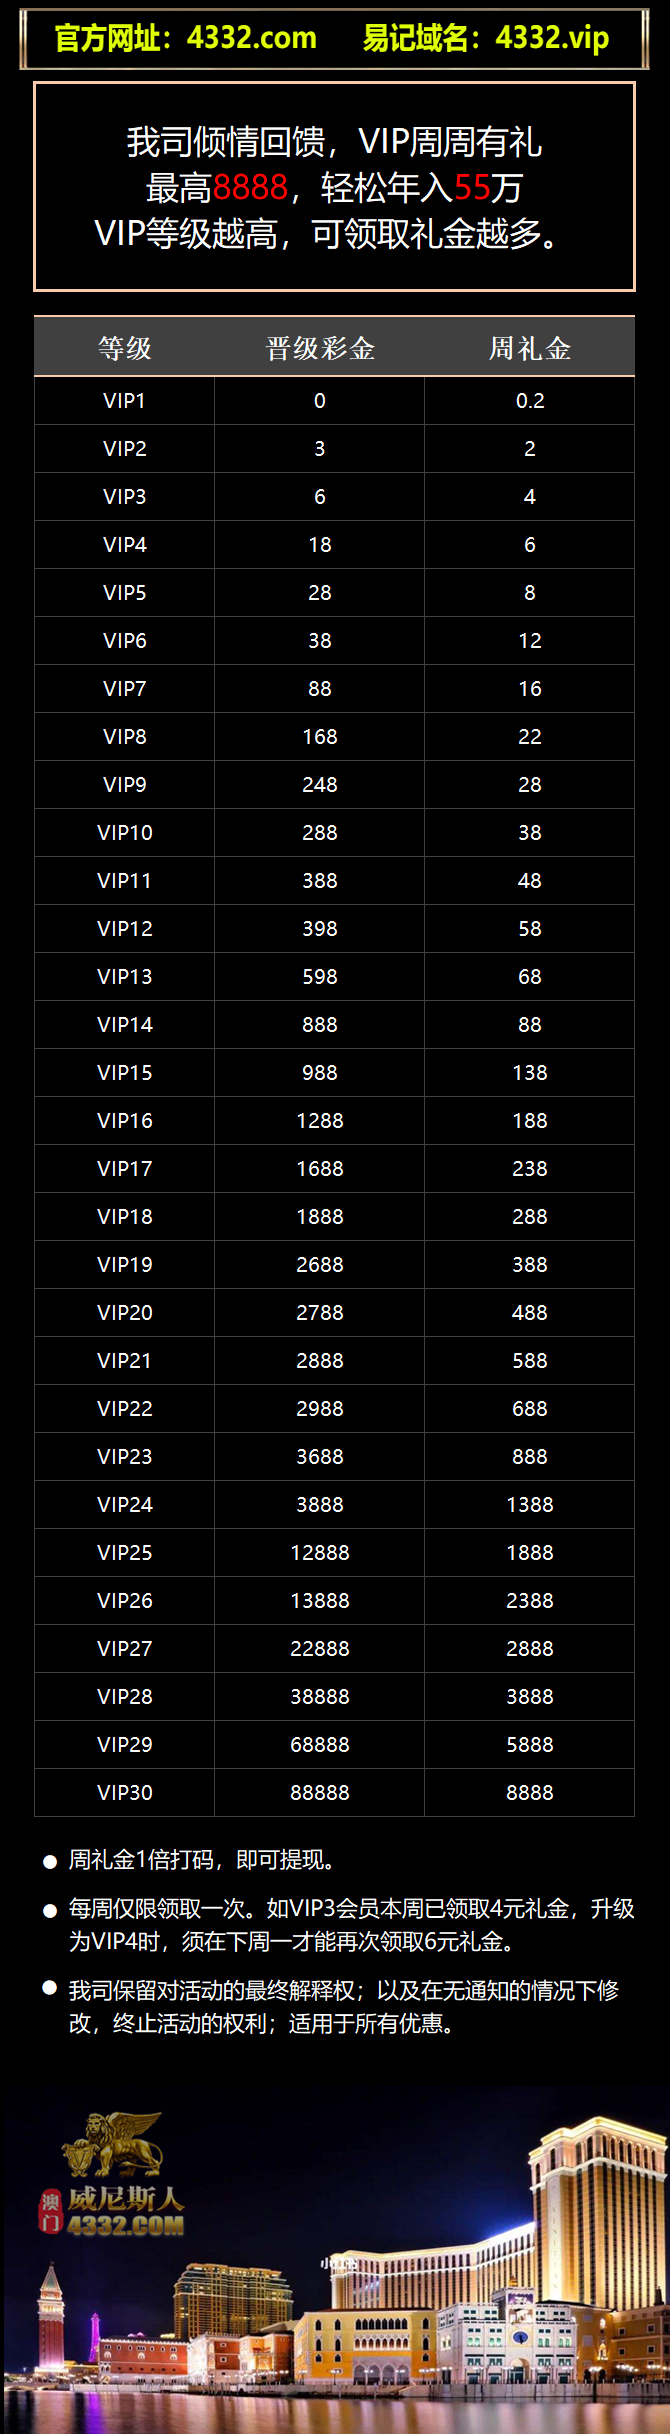 官方网址：4332.com 易记域名：4332.vip
我司倾情回馈，VIP周周有礼
最高8888，轻松年入55万
VIP等级越高，可领取礼金越多。
等级 晋级彩金 周礼金
VIP1 0 0.2
VIP2 3 2
VIP3 6 4
VIP4 18 6
VIP5 28 8
VIP6 38 12
VIP7 88 16
VIP8 168 22
VIP9 248 28
VIP10 288 38
VIP11 388 48
VIP12 398 58
VIP13 598 68
VIP14 888 88
VIP15 988 138
VIP16 1288 188
VIP17 1688 238
VIP18 1888 288
VIP19 2688 388
VIP20 2788 488
VIP21 2888 588
VIP22 2988 688
VIP23 3688 888
VIP24 3888 1388
VIP25 12888 1888
VIP26 13888 2388
VIP27 22888 2888
VIP28 38888 3888
VIP29 68888 5888
VIP30 88888 8888
● 周礼金1倍打码，即可提现。
● 每周仅限领取一次。如VIP3会员本周已领取4元礼金，升级
为VIP4时，须在下周一才能再次领取6元礼金。
● 我司保留对活动的最终解释权；以及在无通知的情况下修
改，终止活动的权利；适用于所有优惠。
澳门 威尼斯人
4332.COM